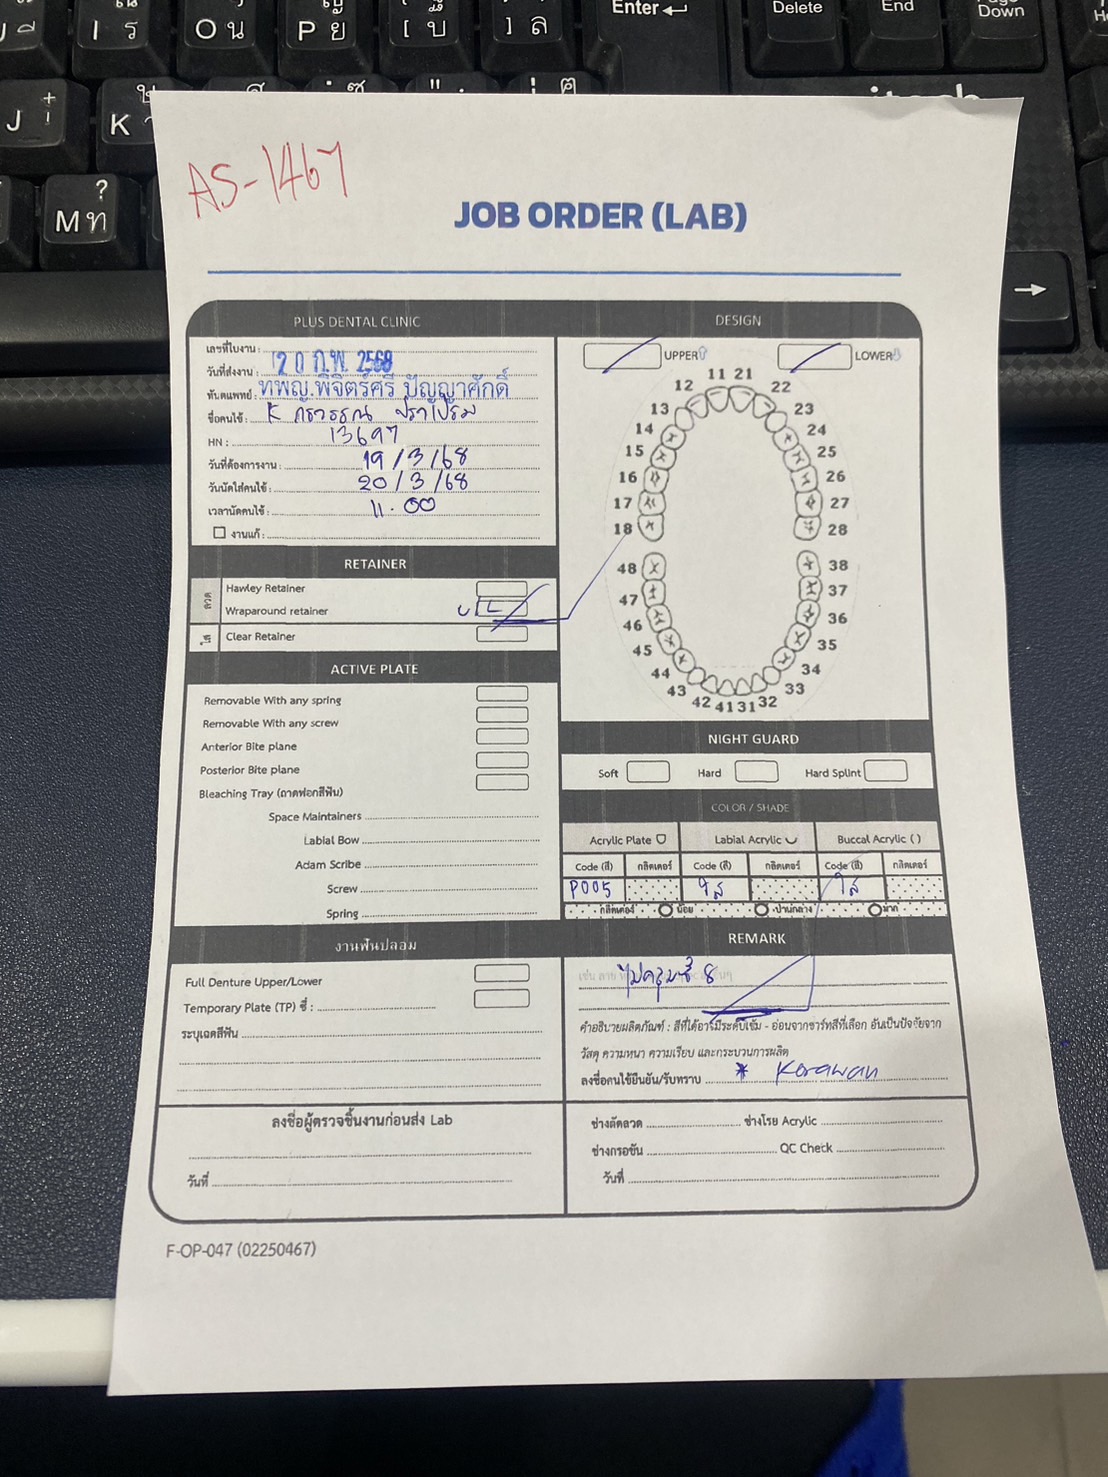 Enter
Delete
End
Down
J
K
M ท
AS-1467
JOB ORDER (LAB)
PLUS DENTAL CLINIC
เลขที่ใบงาน :
วันที่ส่งงาน : 20 ก.พ. 2568
ทันตแพทย์ : ทพญ.พิจิตร์ศรี ปัญญาศักดิ์
ชื่อคนไข้ : K
HN : 13697
วันที่ต้องการงาน : 19/3/68
วันนัดใส่คนไข้ : 20/3/68
เวลานัดคนไข้ : 11.00
งานแก้ :
DESIGN
UPPER
LOWER
11 21
12 22
13 23
14 24
15 25
16 26
17 27
18 28
48 38
47 37
46 36
45 35
44 34
43 33
42 41 31 32
RETAINER
ลวด
Hawley Retainer
Wraparound retainer U/L
ใส
Clear Retainer
ACTIVE PLATE
Removable With any spring
Removable With any screw
Anterior Bite plane
Posterior Bite plane
Bleaching Tray (ถาดฟอกสีฟัน)
Space Maintainers
Labial Bow
Adam Scribe
Screw
Spring
NIGHT GUARD
Soft
Hard
Hard Splint
COLOR / SHADE
Acrylic Plate
Labial Acrylic
Buccal Acrylic ( )
Code (สี) กลิตเตอร์ Code (สี) กลิตเตอร์ Code (สี) กลิตเตอร์
P005 ใส ใส
กลิตเตอร์ น้อย ปานกลาง มาก
งานฟันปลอม
Full Denture Upper/Lower
Temporary Plate (TP) ซี่ :
ระบุเฉดสีฟัน
REMARK
ไม่คลุมซี่ 8
คำอธิบายผลิตภัณฑ์ : สีที่ได้อาจมีระดับเข้ม - อ่อนจากชาร์ทสีที่เลือก อันเป็นปัจจัยจาก
วัสดุ ความหนา ความเรียบ และกระบวนการผลิต
ลงชื่อคนไข้ยืนยัน/รับทราบ * Korawan
ลงชื่อผู้ตรวจชิ้นงานก่อนส่ง Lab
วันที่
ช่างดัดลวด ช่างโรย Acrylic
ช่างกรอขัน QC Check
วันที่
F-OP-047 (02250467)